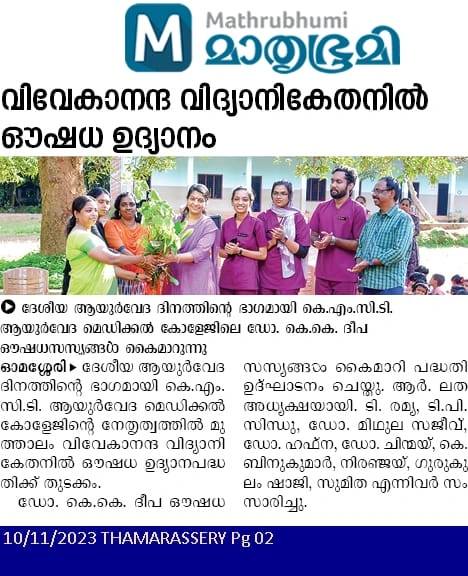 Mathrubhumi
മാതൃഭൂമി
വിവേകാനന്ദ വിദ്യാനികേതനിൽ
ഔഷധ ഉദ്യാനം
ദേശീയ ആയുർവേദ ദിനത്തിന്റെ ഭാഗമായി കെ.എം.സി.ടി.
ആയുർവേദ മെഡിക്കൽ കോളേജിലെ ഡോ. കെ.കെ. ദീപ
ഔഷധസസ്യങ്ങൾ കൈമാറുന്നു
ഓമശ്ശേരി ▸ ദേശീയ ആയുർവേദ
ദിനത്തിന്റെ ഭാഗമായി കെ.എം.
സി.ടി. ആയുർവേദ മെഡിക്കൽ
കോളേജിന്റെ നേതൃത്വത്തിൽ മു
ത്താലം വിവേകാനന്ദ വിദ്യാനി
കേതനിൽ ഔഷധ ഉദ്യാനപദ്ധ
തിക്ക് തുടക്കം.
ഡോ. കെ.കെ. ദീപ ഔഷധ
സസ്യങ്ങൾ കൈമാറി പദ്ധതി
ഉദ്ഘാടനം ചെയ്തു. ആർ. ലത
അധ്യക്ഷയായി. ടി. രമ്യ, ടി.പി.
സിന്ധു, ഡോ. മിഥുല സജീവ്,
ഡോ. ഹഫ്ന, ഡോ. ചിന്മയ്, കെ.
ബിനുകുമാർ, നിരഞ്ജയ്, ഗുരുകു
ലം ഷാജി, സുമിത എന്നിവർ സം
സാരിച്ചു.
10/11/2023 THAMARASSERY Pg 02